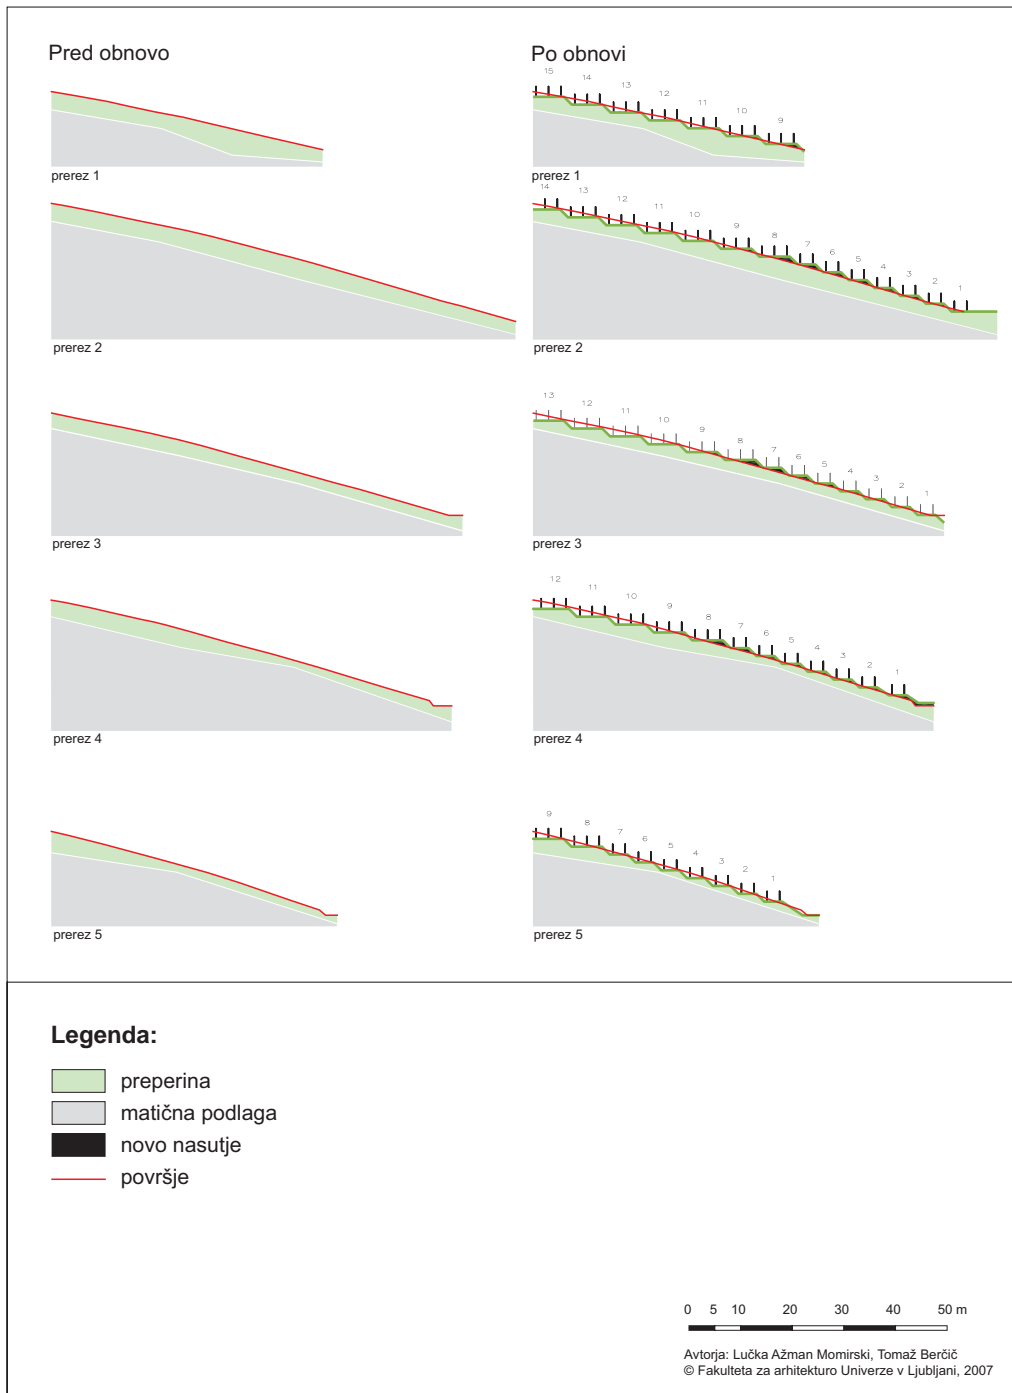 Pred obnovo
Po obnovi
15 14 13 12 11 10 9
prerez 1
prerez 1
14 13 12 11 10 9 8 7 6 5 4 3 2 1
prerez 2
prerez 2
13 12 11 10 9 8 7 6 5 4 3 2 1
prerez 3
prerez 3
12 11 10 9 8 7 6 5 4 3 2 1
prerez 4
prerez 4
9 8 7 6 5 4 3 2 1
prerez 5
prerez 5
Legenda:
preperina
matična podlaga
novo nasutje
površje
0 5 10 20 30 40 50 m
Avtorja: Lučka Ažman Momirski, Tomaž Berčič
© Fakulteta za arhitekturo Univerze v Ljubljani, 2007